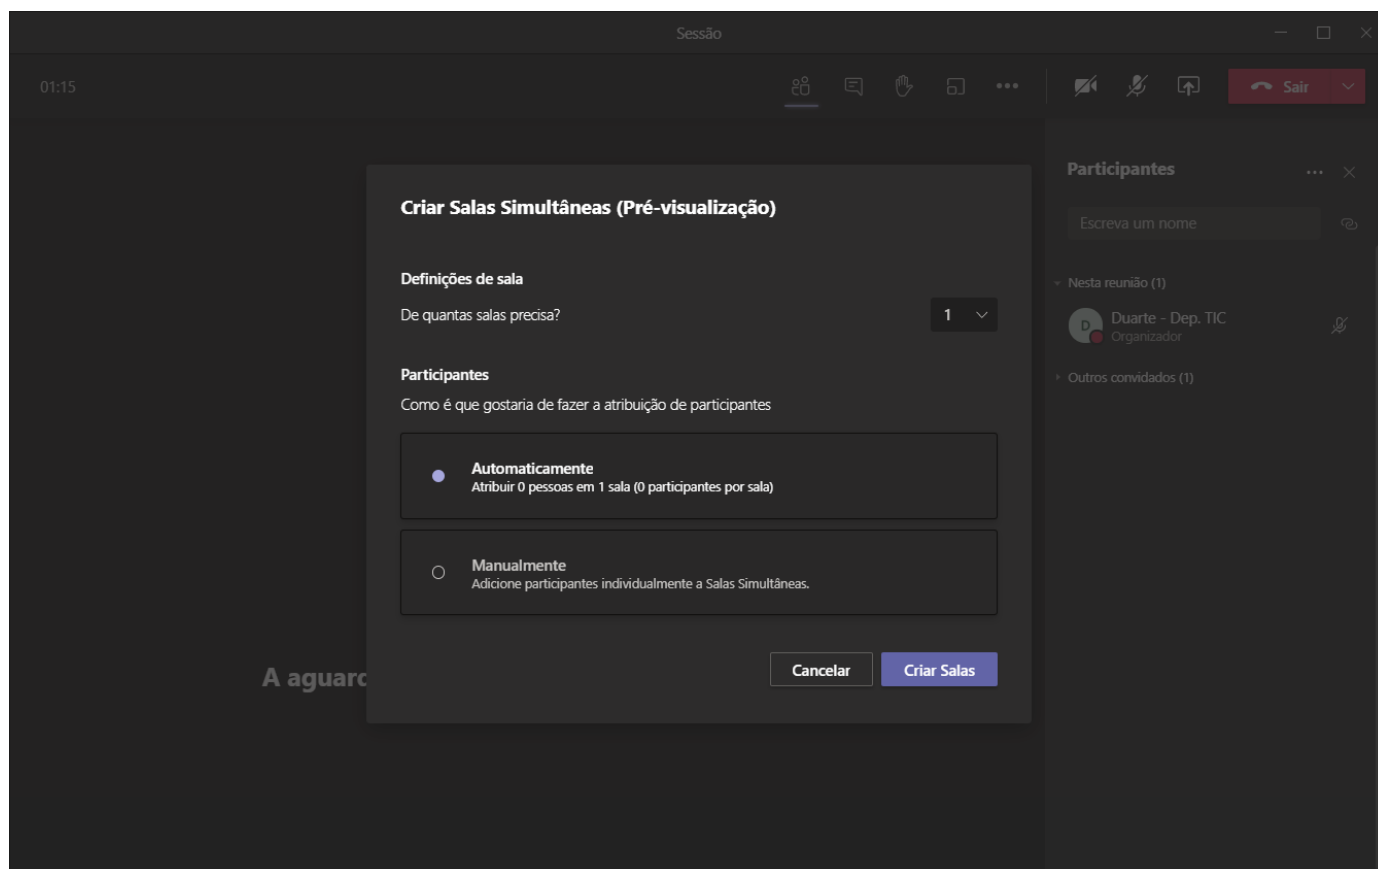 Sessão
01:15
Sair
Participantes
Escreva um nome
Nesta reunião (1)
D
Duarte - Dep. TIC
Organizador
Outros convidados (1)
Criar Salas Simultâneas (Pré-visualização)
Definições de sala
De quantas salas precisa?
1
Participantes
Como é que gostaria de fazer a atribuição de participantes
Automaticamente
Atribuir 0 pessoas em 1 sala (0 participantes por sala)
Manualmente
Adicione participantes individualmente a Salas Simultâneas.
Cancelar
Criar Salas
A aguard